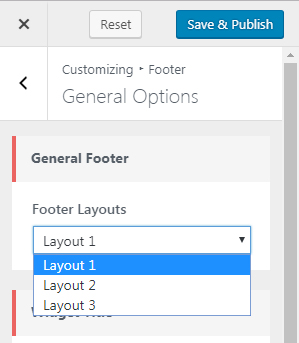 Reset
Save & Publish
Customizing ▸ Footer
General Options
General Footer
Footer Layouts
Layout 1
Layout 1
Layout 2
Layout 3